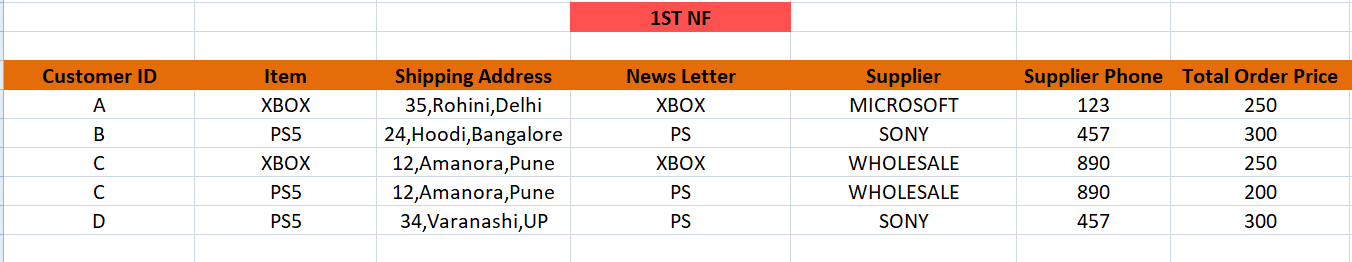 1ST NF
Customer ID Item Shipping Address News Letter Supplier Supplier Phone Total Order Price
A XBOX 35,Rohini,Delhi XBOX MICROSOFT 123 250
B PS5 24,Hoodi,Bangalore PS SONY 457 300
C XBOX 12,Amanora,Pune XBOX WHOLESALE 890 250
C PS5 12,Amanora,Pune PS WHOLESALE 890 200
D PS5 34,Varanashi,UP PS SONY 457 300